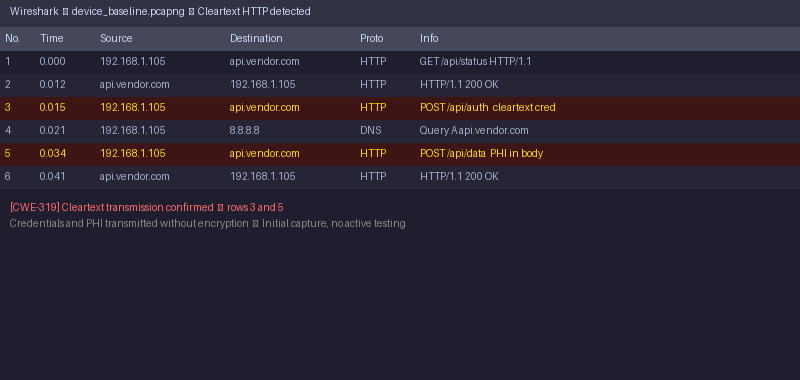 Wireshark ▯ device_baseline.pcapng ▯ Cleartext HTTP detected
No. Time Source Destination Proto Info
1 0.000 192.168.1.105 api.vendor.com HTTP GET /api/status HTTP/1.1
2 0.012 api.vendor.com 192.168.1.105 HTTP HTTP/1.1 200 OK
3 0.015 192.168.1.105 api.vendor.com HTTP POST /api/auth cleartext cred
4 0.021 192.168.1.105 8.8.8.8 DNS Query A api.vendor.com
5 0.034 192.168.1.105 api.vendor.com HTTP POST /api/data PHI in body
6 0.041 api.vendor.com 192.168.1.105 HTTP HTTP/1.1 200 OK
[CWE-319] Cleartext transmission confirmed ▯ rows 3 and 5
Credentials and PHI transmitted without encryption ▯ Initial capture, no active testing